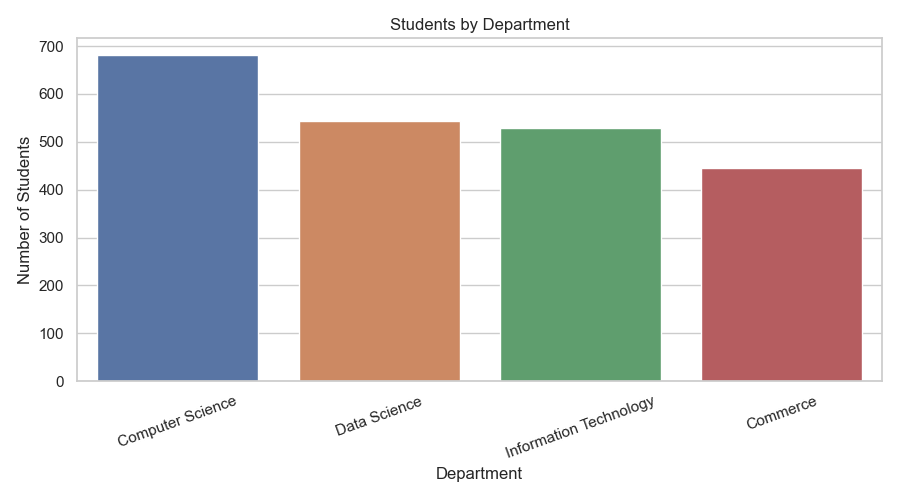 Students by Department
700
600
500
400
300
200
100
0
Number of Students
Computer Science
Data Science
Information Technology
Commerce
Department